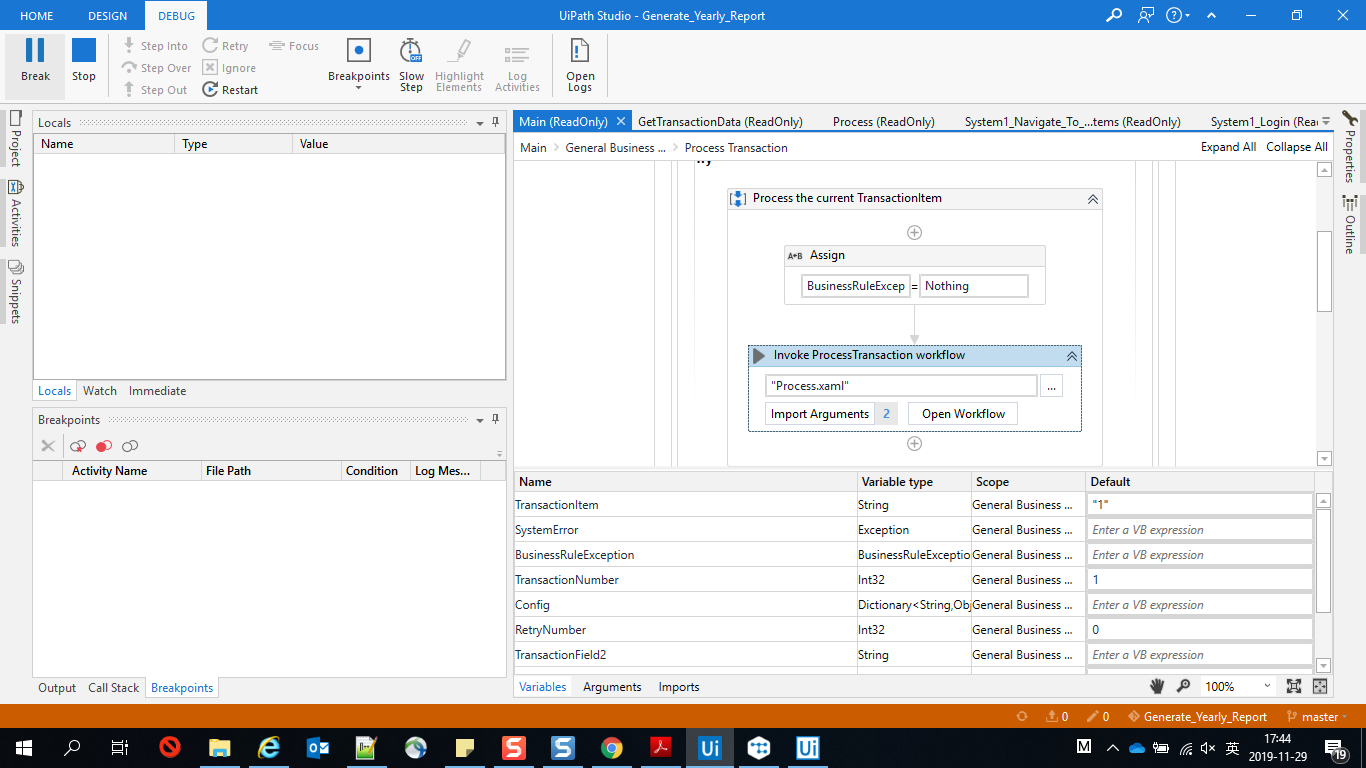 HOME DESIGN DEBUG UiPath Studio - Generate_Yearly_Report
Break
Stop
Step Into
Step Over
Step Out
Retry
Ignore
Restart
Focus
Breakpoints
Slow
Step
OFF
Highlight
Elements
Log
Activities
Open
Logs
Project
Activities
Snippets
Locals
Name Type Value
Locals Watch Immediate
Breakpoints
Activity Name File Path Condition Log Mes...
Output Call Stack Breakpoints
Main (ReadOnly) GetTransactionData (ReadOnly) Process (ReadOnly) System1_Navigate_To_...tems (ReadOnly) System1_Login (Rea
Main General Business ... Process Transaction Expand All Collapse All
Process the current TransactionItem
A+B Assign
BusinessRuleExcep = Nothing
Invoke ProcessTransaction workflow
"Process.xaml" ...
Import Arguments 2 Open Workflow
Name Variable type Scope Default
TransactionItem String General Business ... "1"
SystemError Exception General Business ... Enter a VB expression
BusinessRuleException BusinessRuleExceptio General Business ... Enter a VB expression
TransactionNumber Int32 General Business ... 1
Config Dictionary<String,Obj General Business ... Enter a VB expression
RetryNumber Int32 General Business ... 0
TransactionField2 String General Business ... Enter a VB expression
Variables Arguments Imports 100%
Properties
Outline
0 0 Generate_Yearly_Report master
S S Ui Ui M 英
17:44
2019-11-29
19